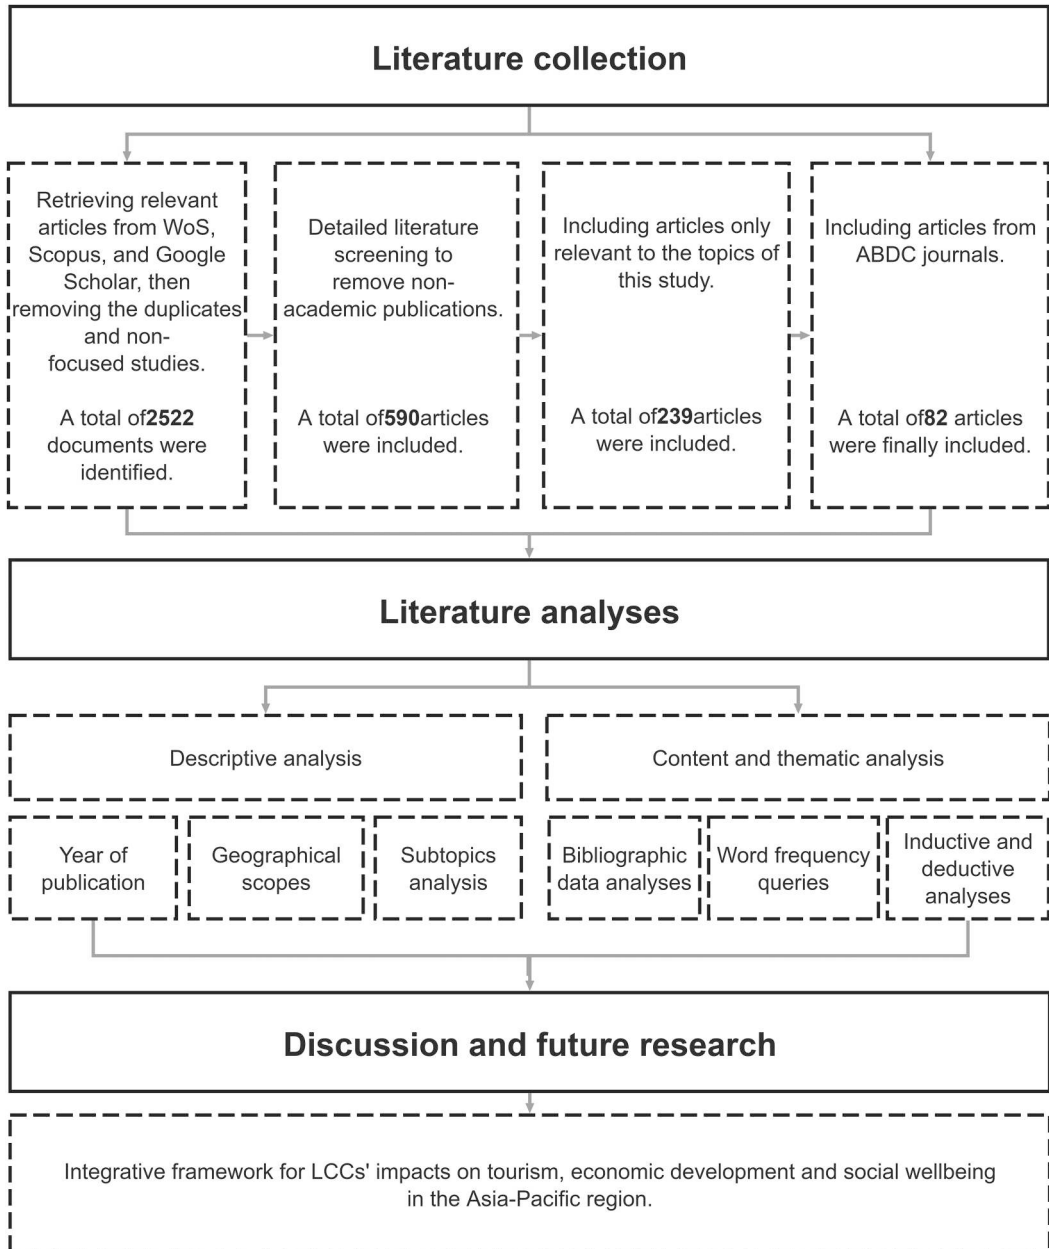 Literature collection
Retrieving relevant
articles from WoS,
Scopus, and Google
Scholar, then
removing the duplicates
and non-
focused studies.
A total of2522
documents were
identified.
Detailed literature
screening to
remove non-
academic publications.
A total of590articles
were included.
Including articles only
relevant to the topics of
this study.
A total of239articles
were included.
Including articles from
ABDC journals.
A total of82 articles
were finally included.
Literature analyses
Descriptive analysis
Content and thematic analysis
Year of
publication
Geographical
scopes
Subtopics
analysis
Bibliographic
data analyses
Word frequency
queries
Inductive and
deductive
analyses
Discussion and future research
Integrative framework for LCCs' impacts on tourism, economic development and social wellbeing
in the Asia-Pacific region.